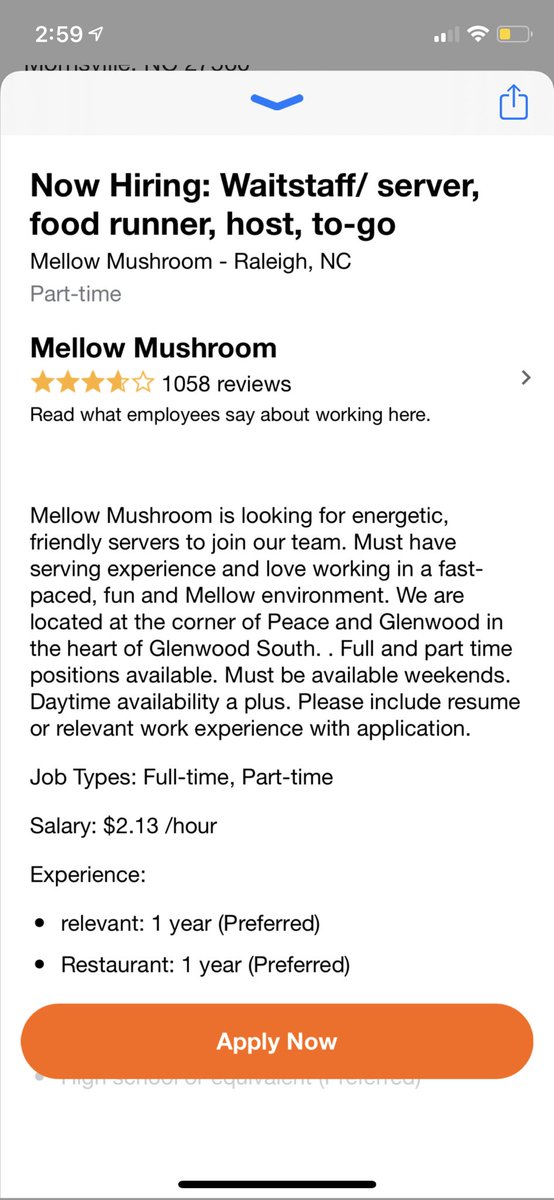 2:59
Morrisville, NC 27560
Now Hiring: Waitstaff/ server,
food runner, host, to-go
Mellow Mushroom - Raleigh, NC
Part-time
Mellow Mushroom
1058 reviews
Read what employees say about working here.
Mellow Mushroom is looking for energetic,
friendly servers to join our team. Must have
serving experience and love working in a fast-
paced, fun and Mellow environment. We are
located at the corner of Peace and Glenwood in
the heart of Glenwood South. . Full and part time
positions available. Must be available weekends.
Daytime availability a plus. Please include resume
or relevant work experience with application.
Job Types: Full-time, Part-time
Salary: $2.13 /hour
Experience:
• relevant: 1 year (Preferred)
• Restaurant: 1 year (Preferred)
Apply Now
• High school or equivalent (Preferred)